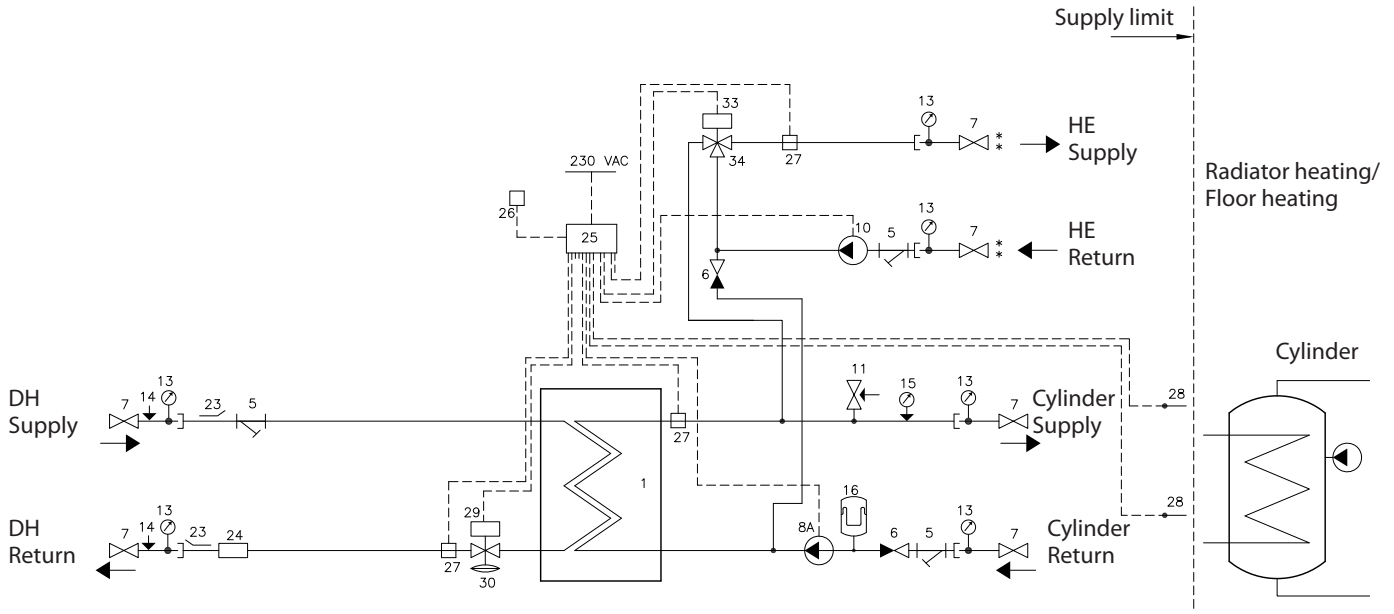 Supply limit
33
13
7
*
*
HE
Supply
34
27
230 VAC
26
25
Radiator heating/
Floor heating
13
10
5
7
*
*
HE
Return
6
Cylinder
DH
Supply
7
14
13
23
5
27
11
15
13
7
Cylinder
Supply
28
1
DH
Return
7
14
13
23
24
27
29
30
8A
16
6
5
13
7
Cylinder
Return
28